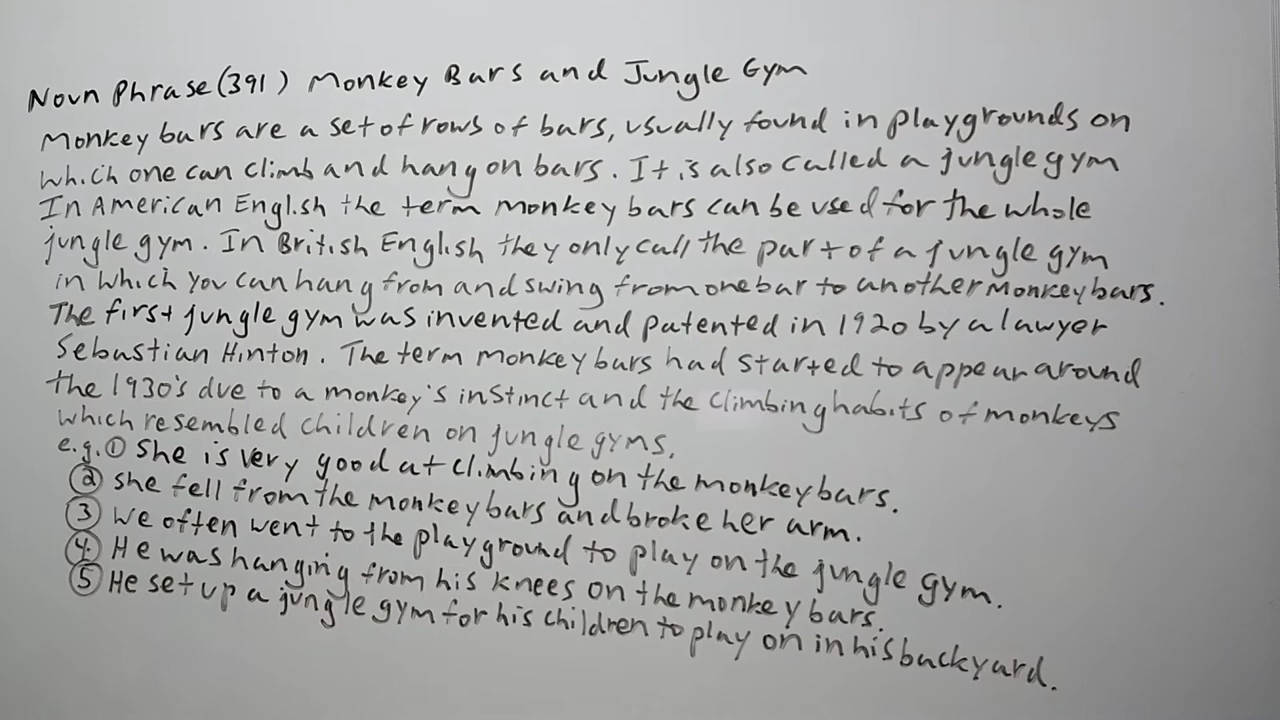 Noun Phrase (391) Monkey Bars and Jungle Gym
Monkey bars are a set of rows of bars, usually found in playgrounds on
which one can climb and hang on bars. It is also called a jungle gym
In American English the term monkey bars can be used for the whole
jungle gym. In British English they only call the part of a jungle gym
in which you can hang from and swing from one bar to another monkey bars.
The first jungle gym was invented and patented in 1920 by a lawyer
Sebastian Hinton. The term monkey bars had started to appear around
the 1930's due to a monkey's instinct and the climbing habits of monkeys
which resembled children on jungle gyms.
e.g. ① She is very good at climbing on the monkey bars.
② She fell from the monkey bars and broke her arm.
③ We often went to the playground to play on the jungle gym.
④ He was hanging from his knees on the monkey bars.
⑤ He set up a jungle gym for his children to play on in his backyard.